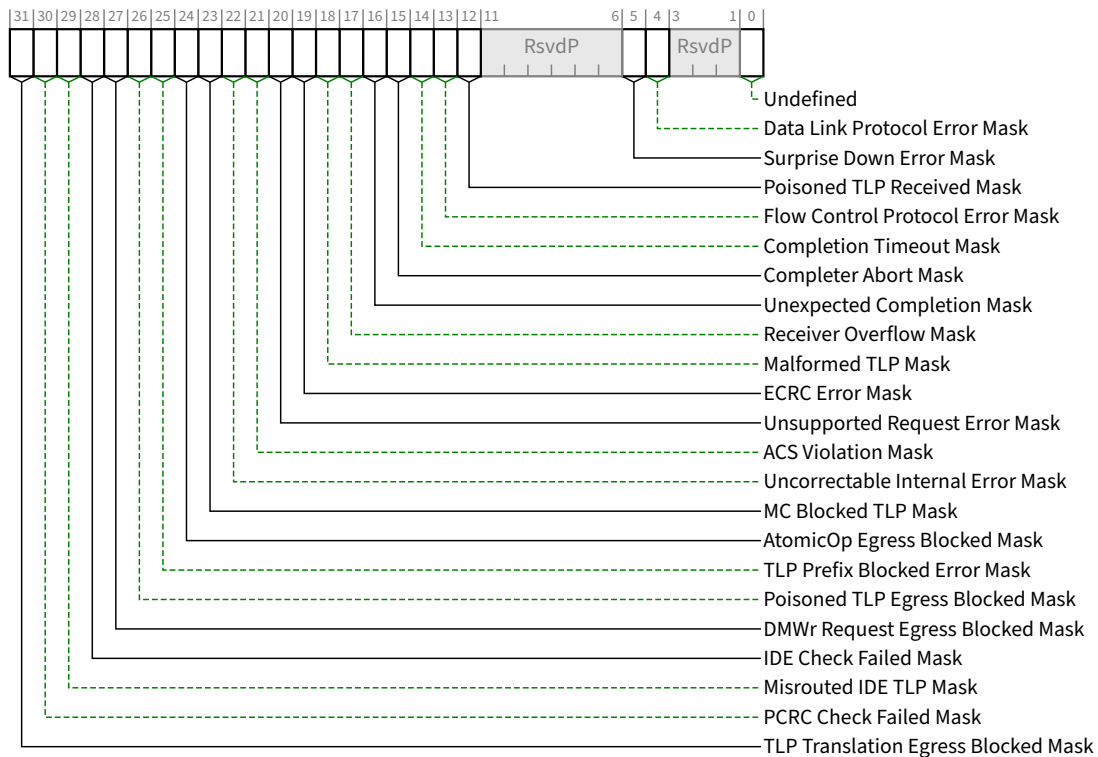 31 30 29 28 27 26 25 24 23 22 21 20 19 18 17 16 15 14 13 12 11 6 5 4 3 1 0
RsvdP RsvdP
Undefined
Data Link Protocol Error Mask
Surprise Down Error Mask
Poisoned TLP Received Mask
Flow Control Protocol Error Mask
Completion Timeout Mask
Completer Abort Mask
Unexpected Completion Mask
Receiver Overflow Mask
Malformed TLP Mask
ECRC Error Mask
Unsupported Request Error Mask
ACS Violation Mask
Uncorrectable Internal Error Mask
MC Blocked TLP Mask
AtomicOp Egress Blocked Mask
TLP Prefix Blocked Error Mask
Poisoned TLP Egress Blocked Mask
DMWr Request Egress Blocked Mask
IDE Check Failed Mask
Misrouted IDE TLP Mask
PCRC Check Failed Mask
TLP Translation Egress Blocked Mask